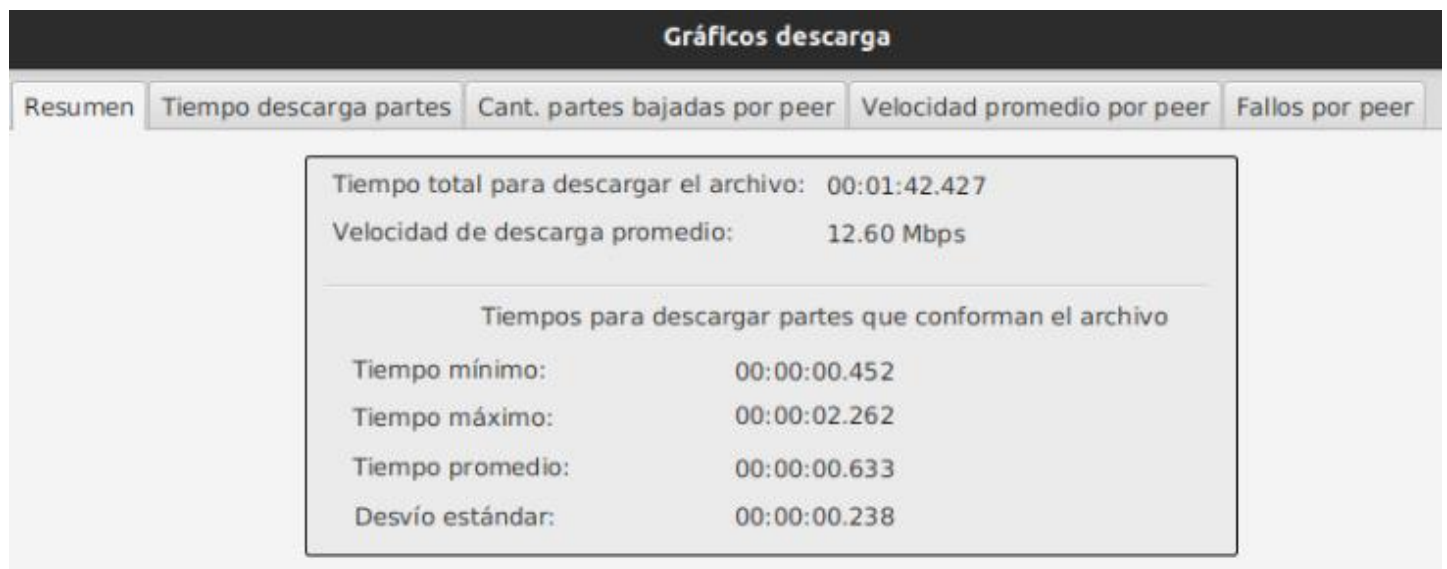 Gráficos descarga
Resumen Tiempo descarga partes Cant. partes bajadas por peer Velocidad promedio por peer Fallos por peer
Tiempo total para descargar el archivo: 00:01:42.427
Velocidad de descarga promedio: 12.60 Mbps
Tiempos para descargar partes que conforman el archivo
Tiempo mínimo: 00:00:00.452
Tiempo máximo: 00:00:02.262
Tiempo promedio: 00:00:00.633
Desvío estándar: 00:00:00.238